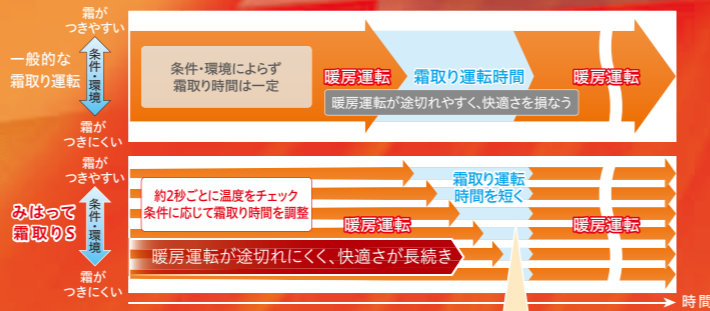 霜が
つきやすい
一般的な
霜取り運転
条件・環境
霜が
つきにくい
条件・環境によらず
霜取り時間は一定
暖房運転
霜取り運転時間
暖房運転
暖房運転が途切れやすく、快適さを損なう
霜が
つきやすい
みはって
霜取りS
条件・環境
霜が
つきにくい
約2秒ごとに温度をチェック
条件に応じて霜取り時間を調整
霜取り運転
時間を短く
暖房運転
暖房運転
暖房運転が途切れにくく、快適さが長続き
時間